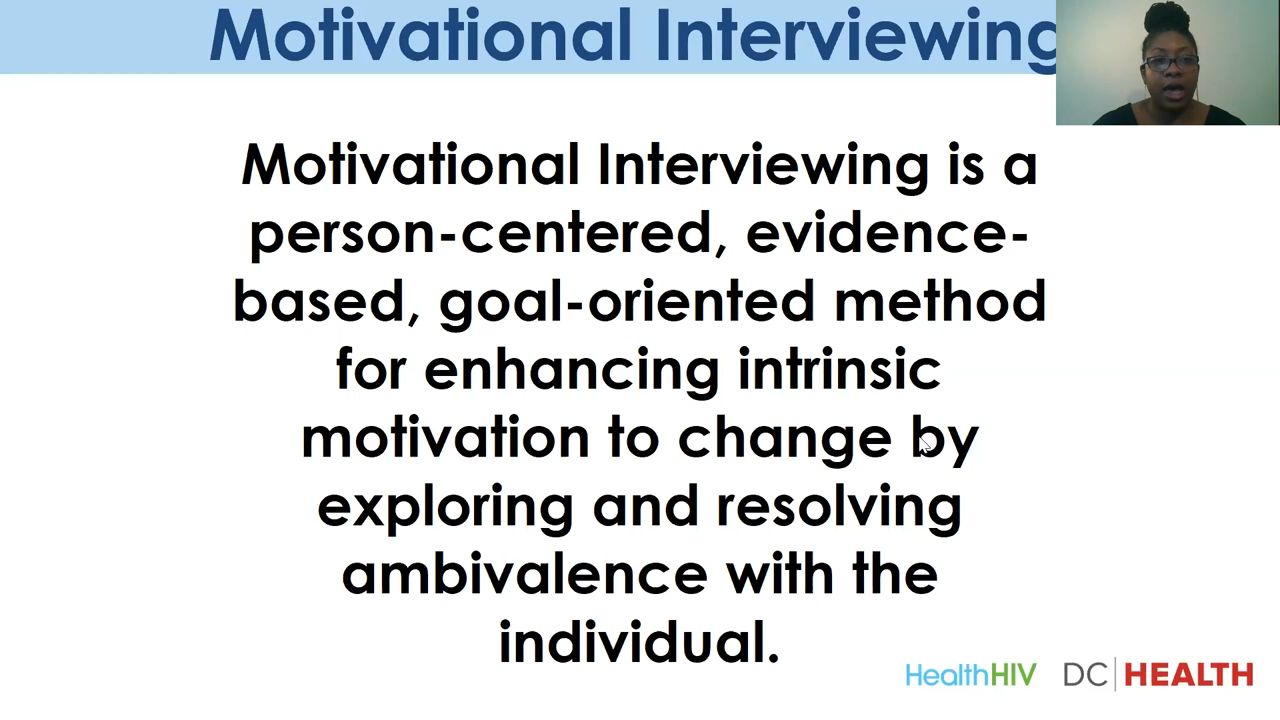 Motivational Interviewing
Motivational Interviewing is a
person-centered, evidence-
based, goal-oriented method
for enhancing intrinsic
motivation to change by
exploring and resolving
ambivalence with the
individual.
HealthHIV DC HEALTH